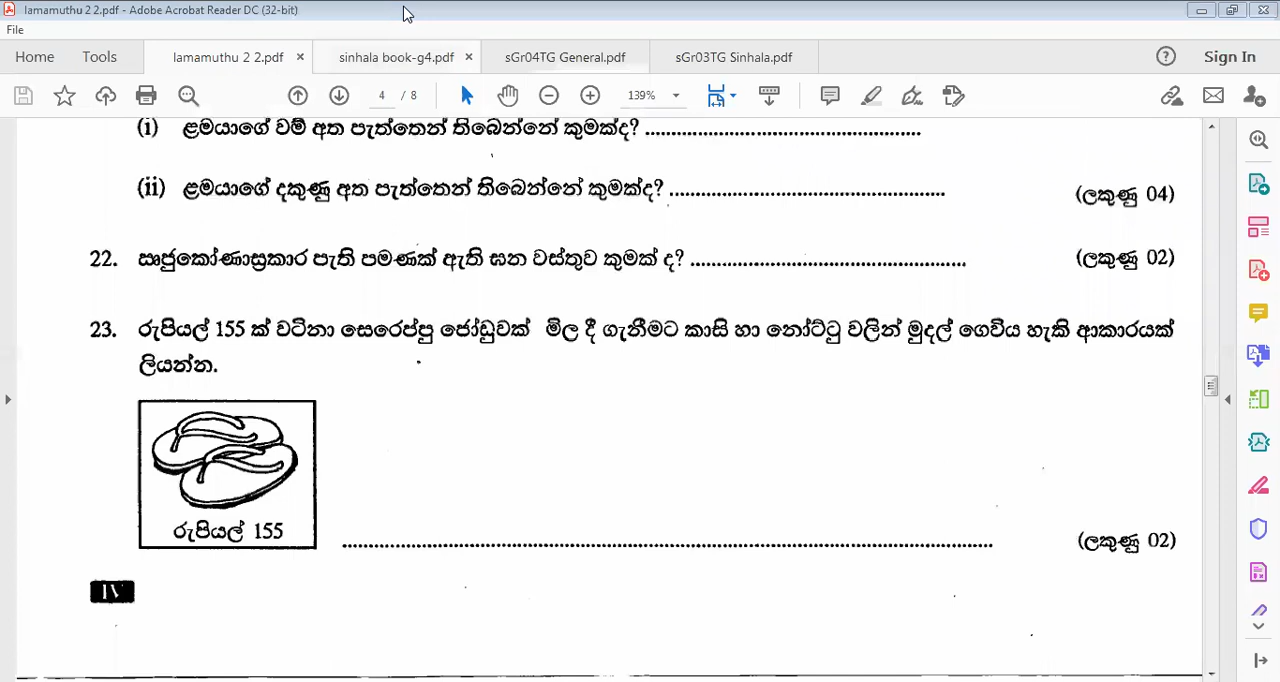 lamamuthu 2 2.pdf - Adobe Acrobat Reader DC (32-bit)
File
Home Tools lamamuthu 2 2.pdf × sinhala book-g4.pdf × sGr04TG General.pdf sGr03TG Sinhala.pdf ? Sign In
4 / 8 139%
(i) ළමයාගේ වම් අත පැත්තෙන් තිබෙන්නේ කුමක්ද? ..................................................
(ii) ළමයාගේ දකුණු අත පැත්තෙන් තිබෙන්නේ කුමක්ද? .................................................. (ලකුණු 04)
22. ඍජුකෝණාස්‍රකාර පැති පමණක් ඇති ඝන වස්තුව කුමක් ද? .................................................. (ලකුණු 02)
23. රුපියල් 155 ක් වටිනා සෙරෙප්පු ජෝඩුවක් මිල දී ගැනීමට කාසි හා නෝට්ටු වලින් මුදල් ගෙවිය හැකි ආකාරයක්
ලියන්න.
රුපියල් 155
.................................................................................................................... (ලකුණු 02)
IV